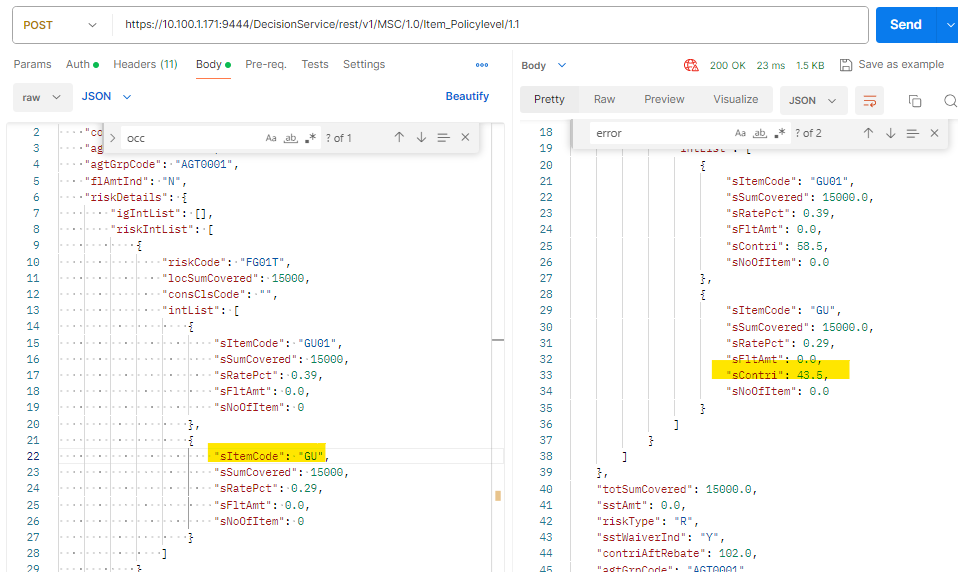 POST https://10.100.1.171:9444/DecisionService/rest/v1/MSC/1.0/Item_Policylevel/1.1 Send
Params Auth Headers (11) Body Pre-req. Tests Settings
raw JSON Beautify
occ Aa ab ? of 1
2 "co
3 "ag
4 "agtGrpCode": "AGT0001",
5 "flAmtInd": "N",
6 "riskDetails": {
7 "igIntList": [],
8 "riskIntList": [
9 {
10 "riskCode": "FG01T",
11 "locSumCovered": 15000,
12 "consClsCode": "",
13 "intList": [
14 {
15 "sItemCode": "GU01",
16 "sSumCovered": 15000,
17 "sRatePct": 0.39,
18 "sFltAmt": 0.0,
19 "sNoOfItem": 0
20 },
21 {
22 "sItemCode": "GU",
23 "sSumCovered": 15000,
24 "sRatePct": 0.29,
25 "sFltAmt": 0.0,
26 "sNoOfItem": 0
27 }
28 ]
29 }
Body 200 OK 23 ms 1.5 KB Save as example
Pretty Raw Preview Visualize JSON
error Aa ab ? of 2
18
19 "intList": [
20 {
21 "sItemCode": "GU01",
22 "sSumCovered": 15000.0,
23 "sRatePct": 0.39,
24 "sFltAmt": 0.0,
25 "sContri": 58.5,
26 "sNoOfItem": 0.0
27 },
28 {
29 "sItemCode": "GU",
30 "sSumCovered": 15000.0,
31 "sRatePct": 0.29,
32 "sFltAmt": 0.0,
33 "sContri": 43.5,
34 "sNoOfItem": 0.0
35 }
36 ]
37 }
38 ]
39 },
40 "totSumCovered": 15000.0,
41 "sstAmt": 0.0,
42 "riskType": "R",
43 "sstWaiverInd": "Y",
44 "contriAftRebate": 102.0,
45 "agtGrpCode": "AGT0001"